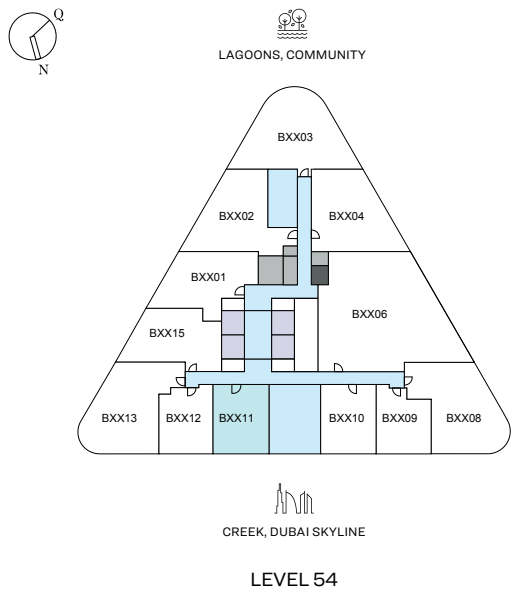 Q
N
LAGOONS, COMMUNITY
BXX03
BXX02
BXX04
BXX01
BXX06
BXX15
BXX13
BXX12
BXX11
BXX10
BXX09
BXX08
CREEK, DUBAI SKYLINE
LEVEL 54